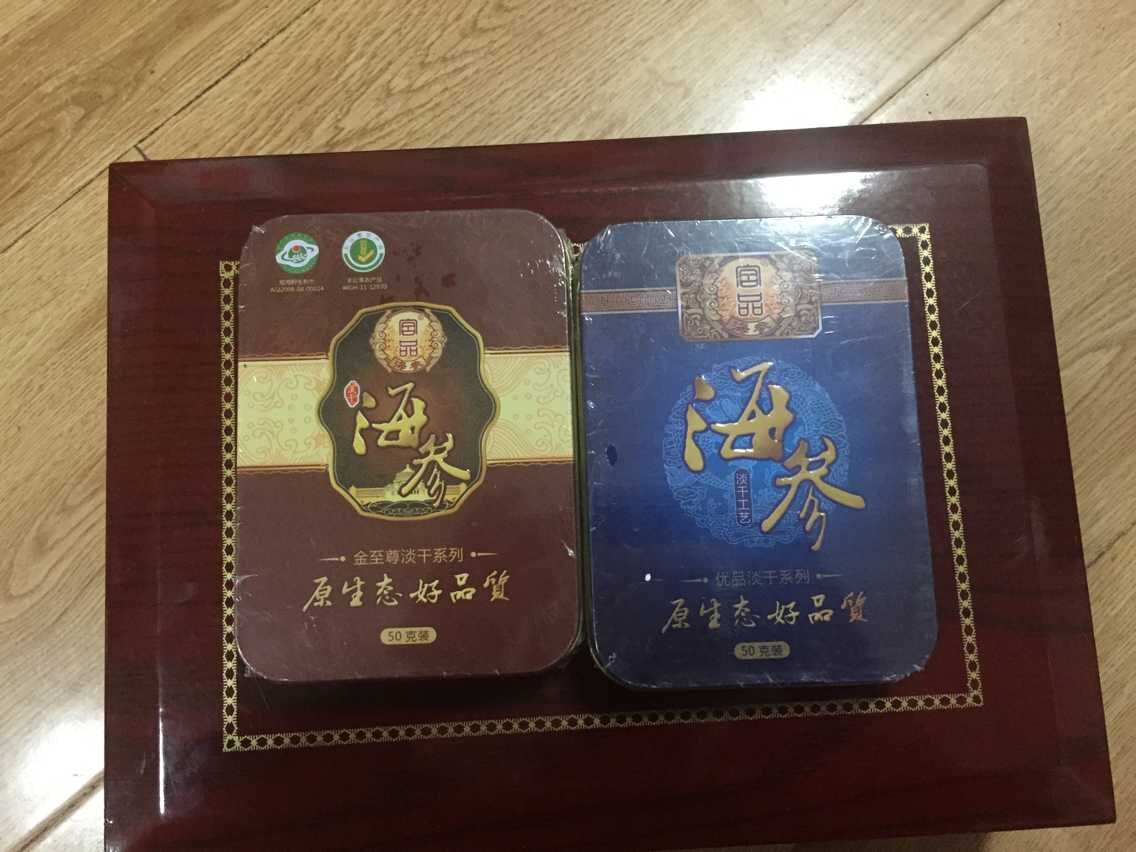 宫品
海参
金至尊淡干系列
原生态好品質
50克装
宫品
海参
淡干工艺
优品淡干系列
原生态好品質
50克装